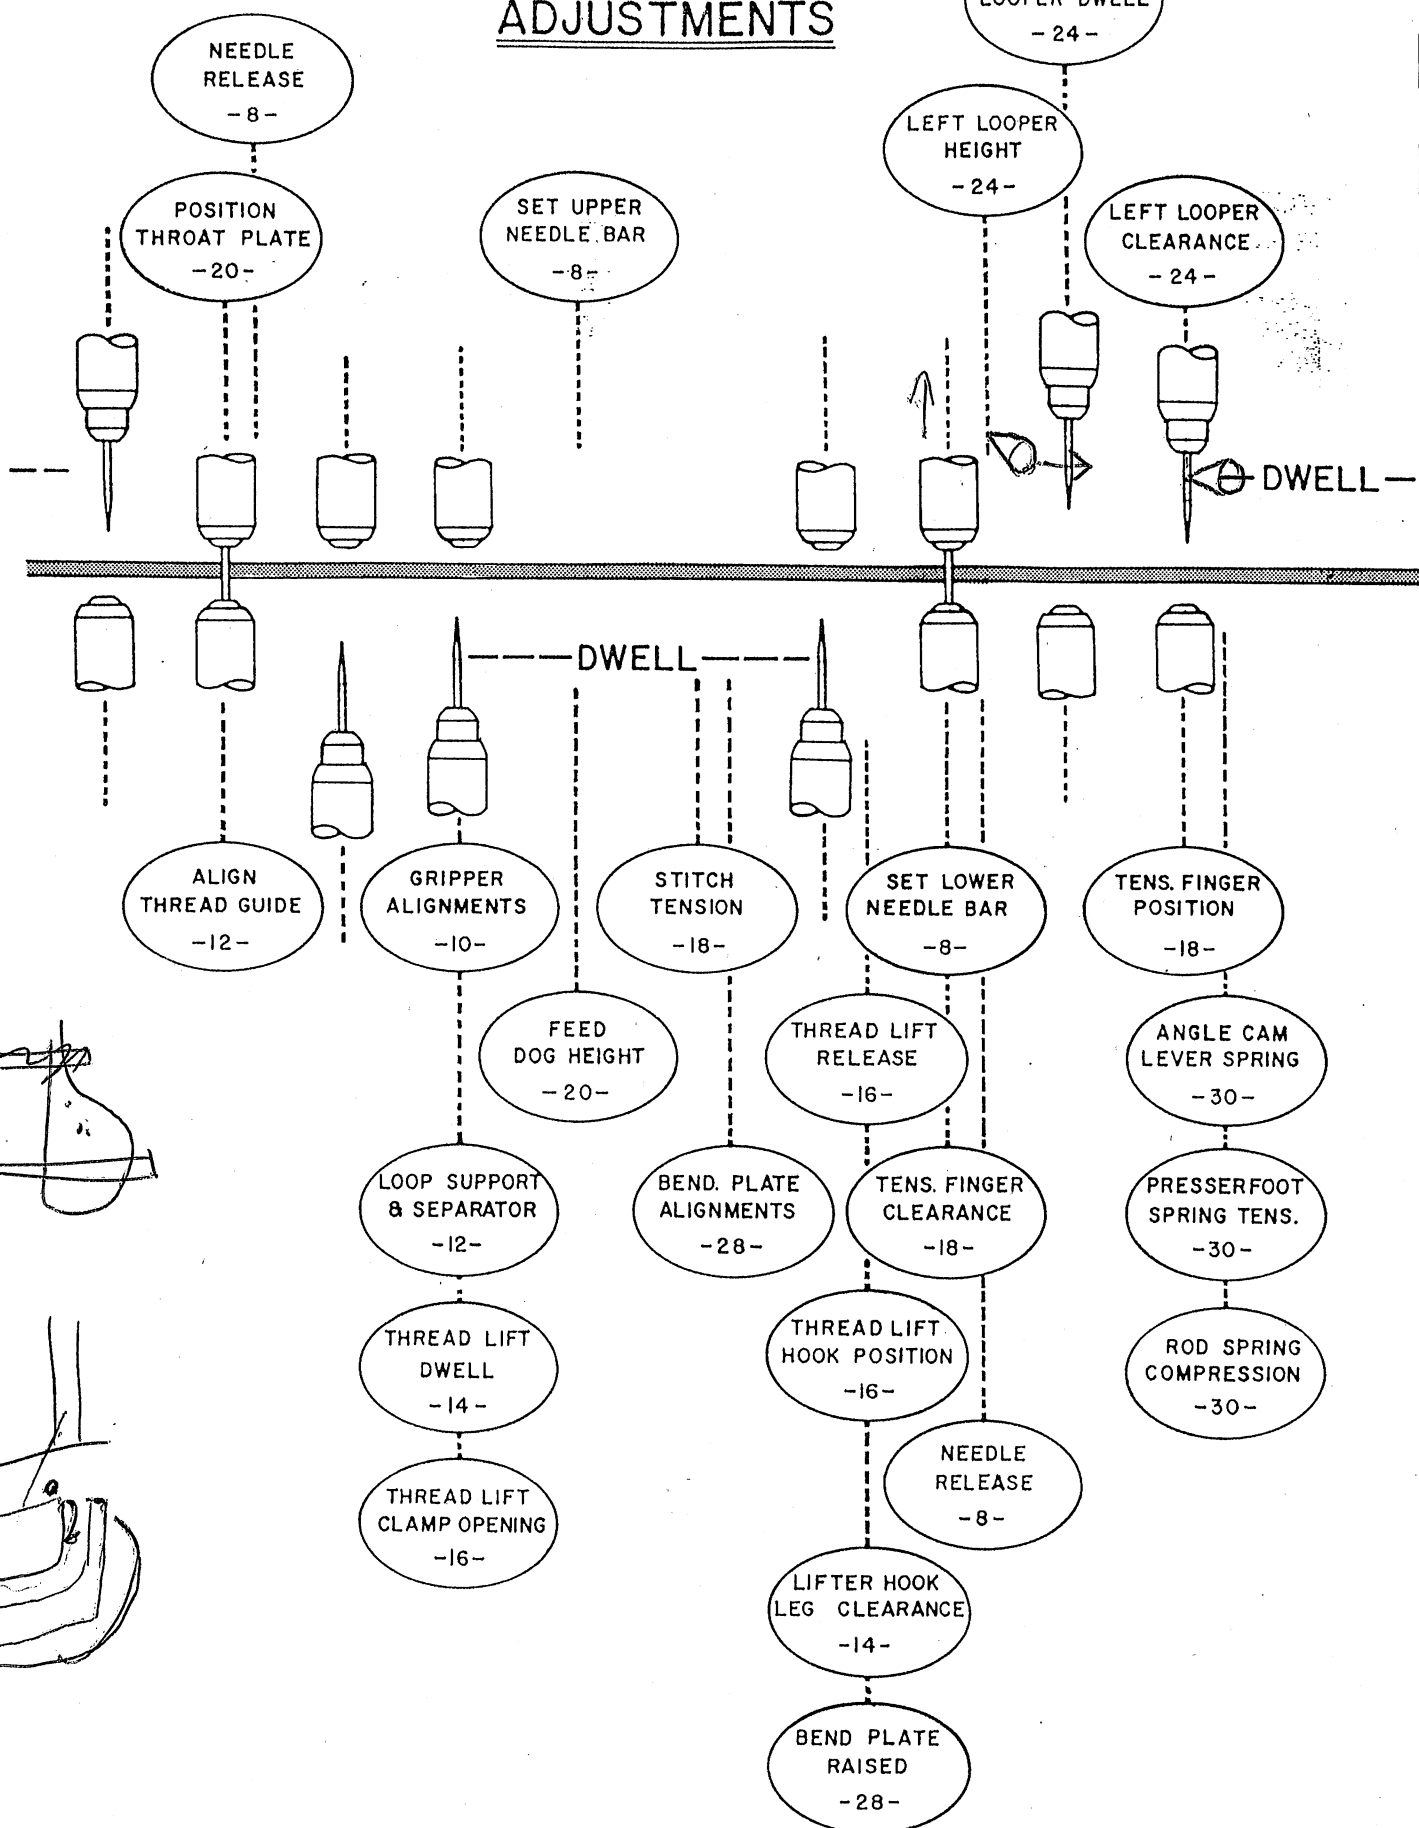 ADJUSTMENTS
- 24 -
NEEDLE
RELEASE
- 8 -
LEFT LOOPER
HEIGHT
- 24 -
POSITION
THROAT PLATE
- 20 -
SET UPPER
NEEDLE BAR
- 8 -
LEFT LOOPER
CLEARANCE
- 24 -
DWELL
DWELL
ALIGN
THREAD GUIDE
- 12 -
GRIPPER
ALIGNMENTS
- 10 -
STITCH
TENSION
- 18 -
SET LOWER
NEEDLE BAR
- 8 -
TENS. FINGER
POSITION
- 18 -
FEED
DOG HEIGHT
- 20 -
THREAD LIFT
RELEASE
- 16 -
ANGLE CAM
LEVER SPRING
- 30 -
LOOP SUPPORT
& SEPARATOR
- 12 -
BEND. PLATE
ALIGNMENTS
- 28 -
TENS. FINGER
CLEARANCE
- 18 -
PRESSERFOOT
SPRING TENS.
- 30 -
THREAD LIFT
DWELL
- 14 -
THREAD LIFT
HOOK POSITION
- 16 -
ROD SPRING
COMPRESSION
- 30 -
THREAD LIFT
CLAMP OPENING
- 16 -
NEEDLE
RELEASE
- 8 -
LIFTER HOOK
LEG CLEARANCE
- 14 -
BEND PLATE
RAISED
- 28 -